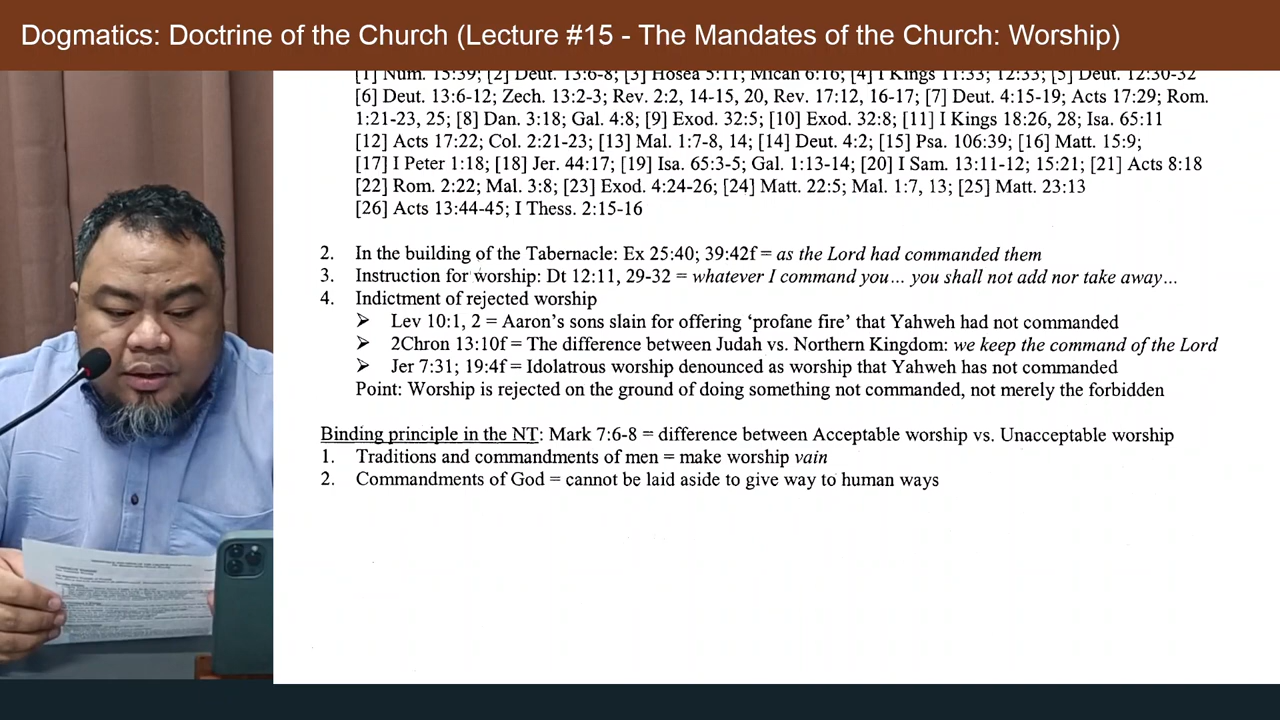 Dogmatics: Doctrine of the Church (Lecture #15 - The Mandates of the Church: Worship)
[1] Num. 15:39; [2] Deut. 13:6-8; [3] Hosea 5:11; Micah 6:16; [4] I Kings 11:33; 12:33; [5] Deut. 12:30-32
[6] Deut. 13:6-12; Zech. 13:2-3; Rev. 2:2, 14-15, 20, Rev. 17:12, 16-17; [7] Deut. 4:15-19; Acts 17:29; Rom.
1:21-23, 25; [8] Dan. 3:18; Gal. 4:8; [9] Exod. 32:5; [10] Exod. 32:8; [11] I Kings 18:26, 28; Isa. 65:11
[12] Acts 17:22; Col. 2:21-23; [13] Mal. 1:7-8, 14; [14] Deut. 4:2; [15] Psa. 106:39; [16] Matt. 15:9;
[17] I Peter 1:18; [18] Jer. 44:17; [19] Isa. 65:3-5; Gal. 1:13-14; [20] I Sam. 13:11-12; 15:21; [21] Acts 8:18
[22] Rom. 2:22; Mal. 3:8; [23] Exod. 4:24-26; [24] Matt. 22:5; Mal. 1:7, 13; [25] Matt. 23:13
[26] Acts 13:44-45; I Thess. 2:15-16
2. In the building of the Tabernacle: Ex 25:40; 39:42f = as the Lord had commanded them
3. Instruction for worship: Dt 12:11, 29-32 = whatever I command you… you shall not add nor take away…
4. Indictment of rejected worship
➢ Lev 10:1, 2 = Aaron's sons slain for offering 'profane fire' that Yahweh had not commanded
➢ 2Chron 13:10f = The difference between Judah vs. Northern Kingdom: we keep the command of the Lord
➢ Jer 7:31; 19:4f = Idolatrous worship denounced as worship that Yahweh has not commanded
Point: Worship is rejected on the ground of doing something not commanded, not merely the forbidden
Binding principle in the NT: Mark 7:6-8 = difference between Acceptable worship vs. Unacceptable worship
1. Traditions and commandments of men = make worship vain
2. Commandments of God = cannot be laid aside to give way to human ways